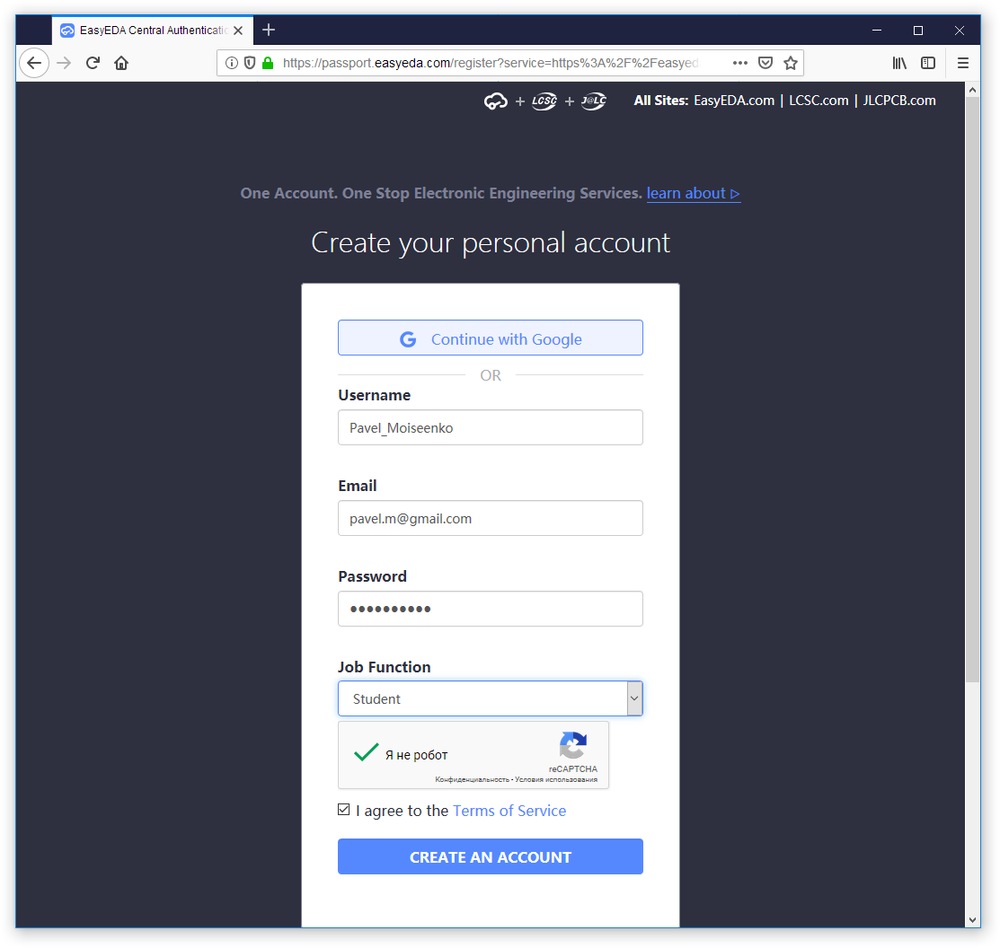 EasyEDA Central Authenticatio
https://passport.easyeda.com/register?service=https%3A%2F%2Feasyed
+ LCSC + J@LC All Sites: EasyEDA.com | LCSC.com | JLCPCB.com
One Account. One Stop Electronic Engineering Services. learn about ▷
Create your personal account
G Continue with Google
OR
Username
Pavel_Moiseenko
Email
pavel.m@gmail.com
Password
●●●●●●●●●●
Job Function
Student
Я не робот
reCAPTCHA
Конфиденциальность - Условия использования
I agree to the Terms of Service
CREATE AN ACCOUNT